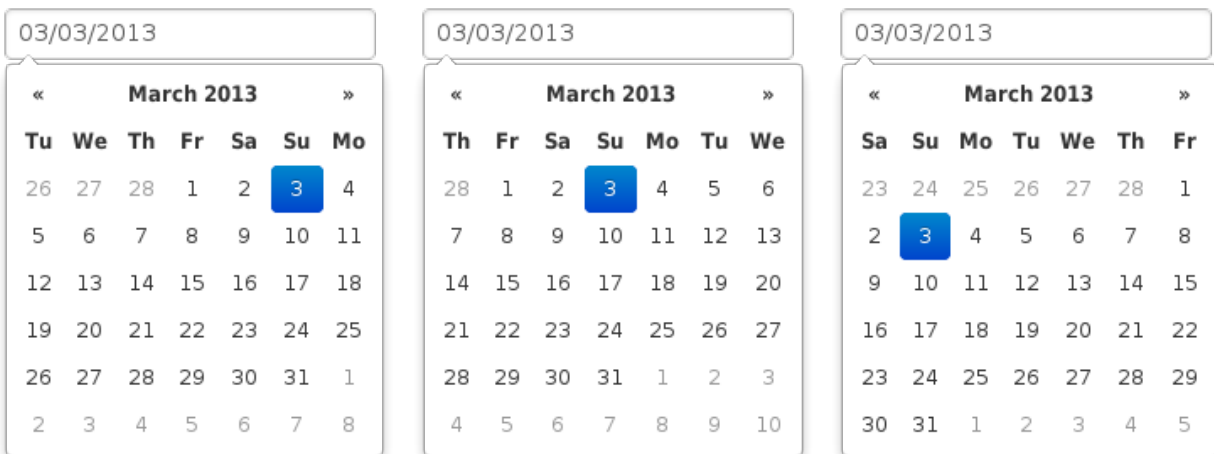 03/03/2013
« March 2013 »
Tu We Th Fr Sa Su Mo
26 27 28 1 2 3 4
5 6 7 8 9 10 11
12 13 14 15 16 17 18
19 20 21 22 23 24 25
26 27 28 29 30 31 1
2 3 4 5 6 7 8
03/03/2013
« March 2013 »
Th Fr Sa Su Mo Tu We
28 1 2 3 4 5 6
7 8 9 10 11 12 13
14 15 16 17 18 19 20
21 22 23 24 25 26 27
28 29 30 31 1 2 3
4 5 6 7 8 9 10
03/03/2013
« March 2013 »
Sa Su Mo Tu We Th Fr
23 24 25 26 27 28 1
2 3 4 5 6 7 8
9 10 11 12 13 14 15
16 17 18 19 20 21 22
23 24 25 26 27 28 29
30 31 1 2 3 4 5